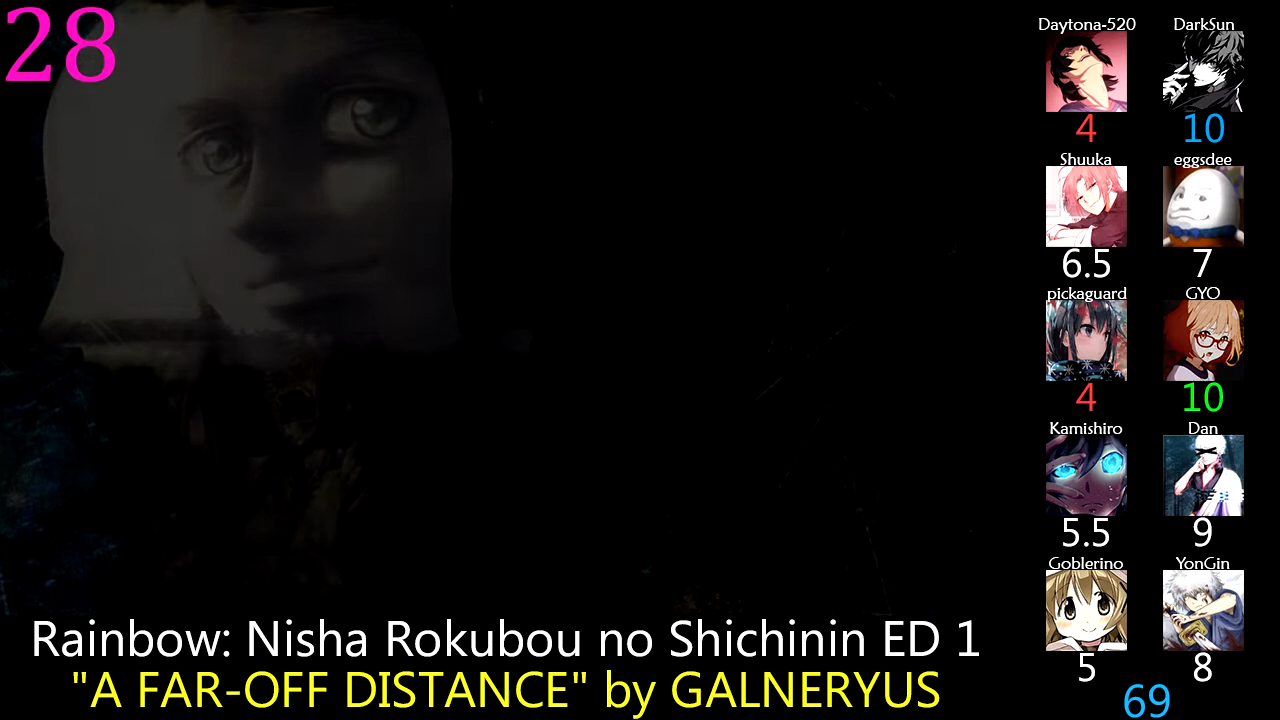 28
Daytona-520 DarkSun
4 10
Shuuka eggsdee
6.5 7
pickaguard GYO
4 10
Kamishiro Dan
5.5 9
Goblerino YonGin
5 8
69
Rainbow: Nisha Rokubou no Shichinin ED 1
"A FAR-OFF DISTANCE" by GALNERYUS